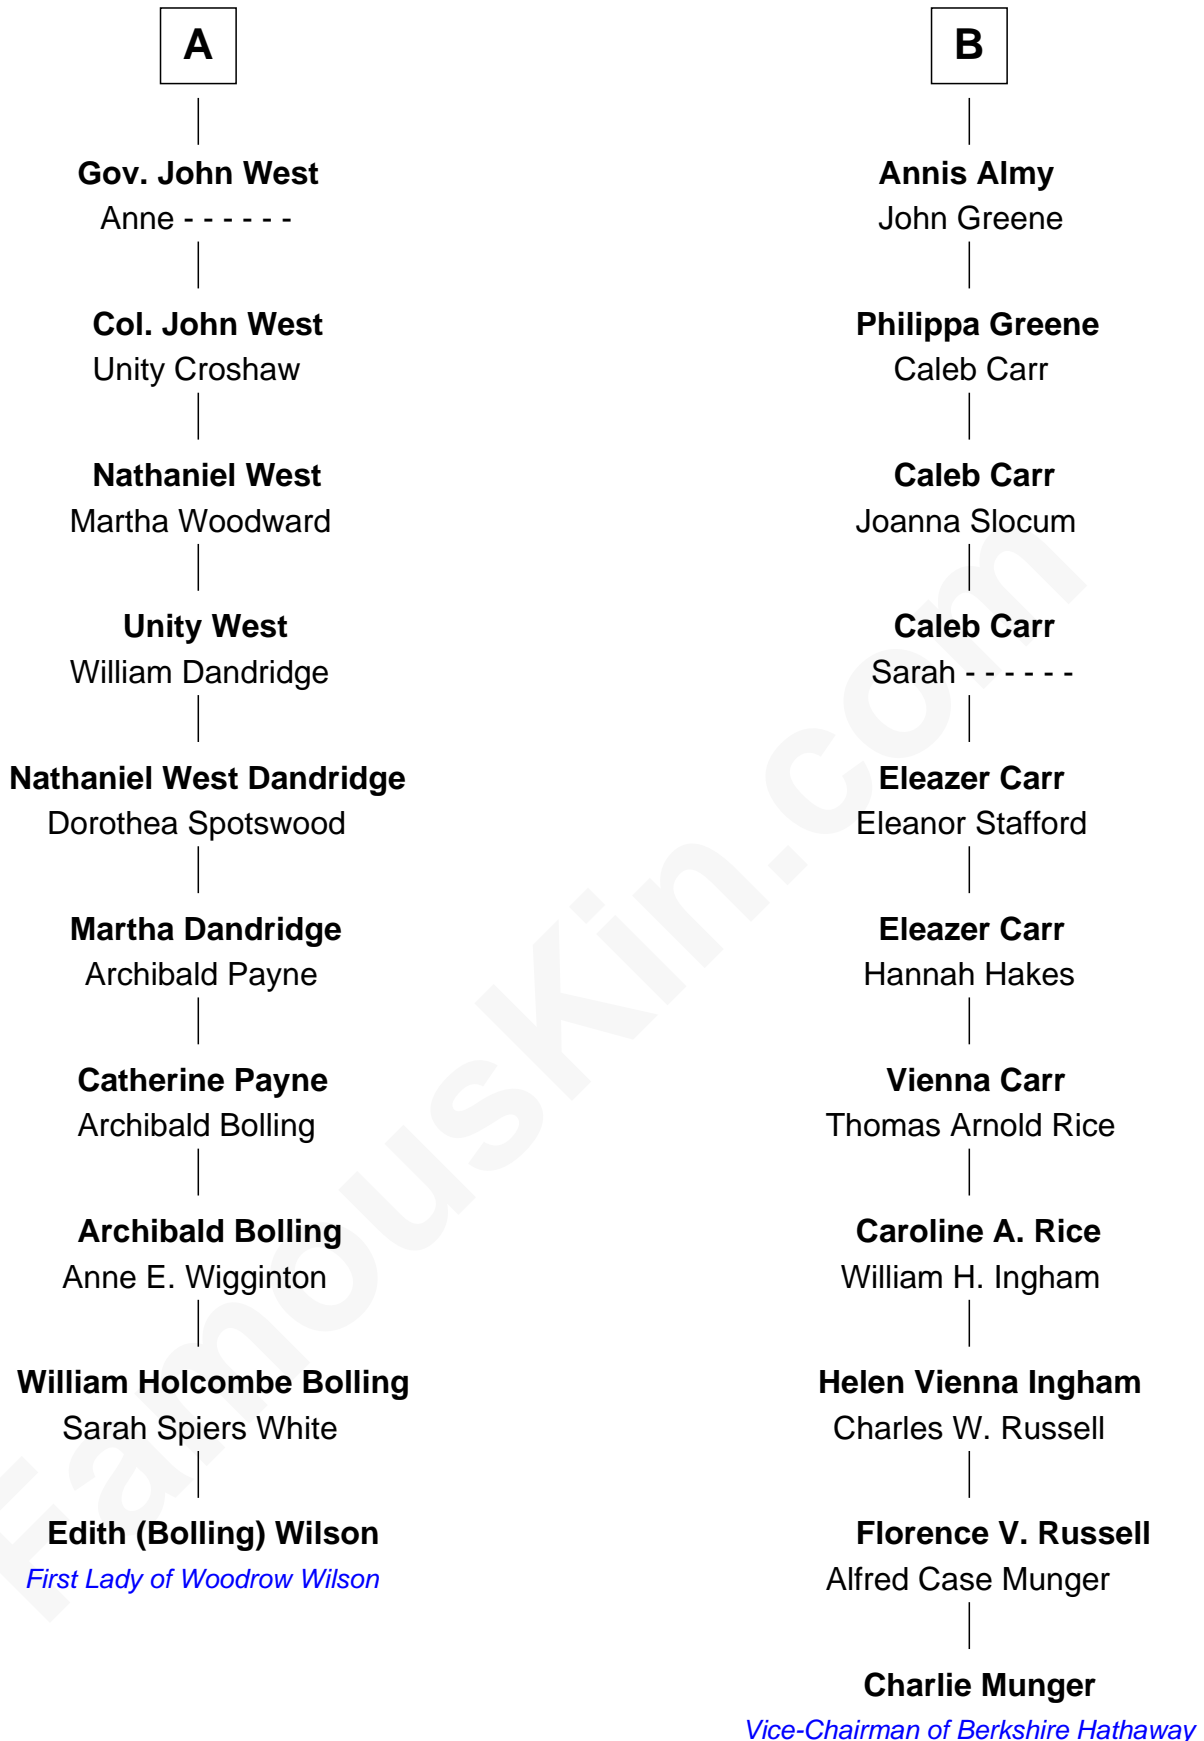 A
Gov. John West
Anne - - - - - -
Col. John West
Unity Croshaw
Nathaniel West
Martha Woodward
Unity West
William Dandridge
Nathaniel West Dandridge
Dorothea Spotswood
Martha Dandridge
Archibald Payne
Catherine Payne
Archibald Bolling
Archibald Bolling
Anne E. Wigginton
William Holcombe Bolling
Sarah Spiers White
Edith (Bolling) Wilson
First Lady of Woodrow Wilson
B
Annis Almy
John Greene
Philippa Greene
Caleb Carr
Caleb Carr
Joanna Slocum
Caleb Carr
Sarah - - - - - -
Eleazer Carr
Eleanor Stafford
Eleazer Carr
Hannah Hakes
Vienna Carr
Thomas Arnold Rice
Caroline A. Rice
William H. Ingham
Helen Vienna Ingham
Charles W. Russell
Florence V. Russell
Alfred Case Munger
Charlie Munger
Vice-Chairman of Berkshire Hathaway
FamousKin.com